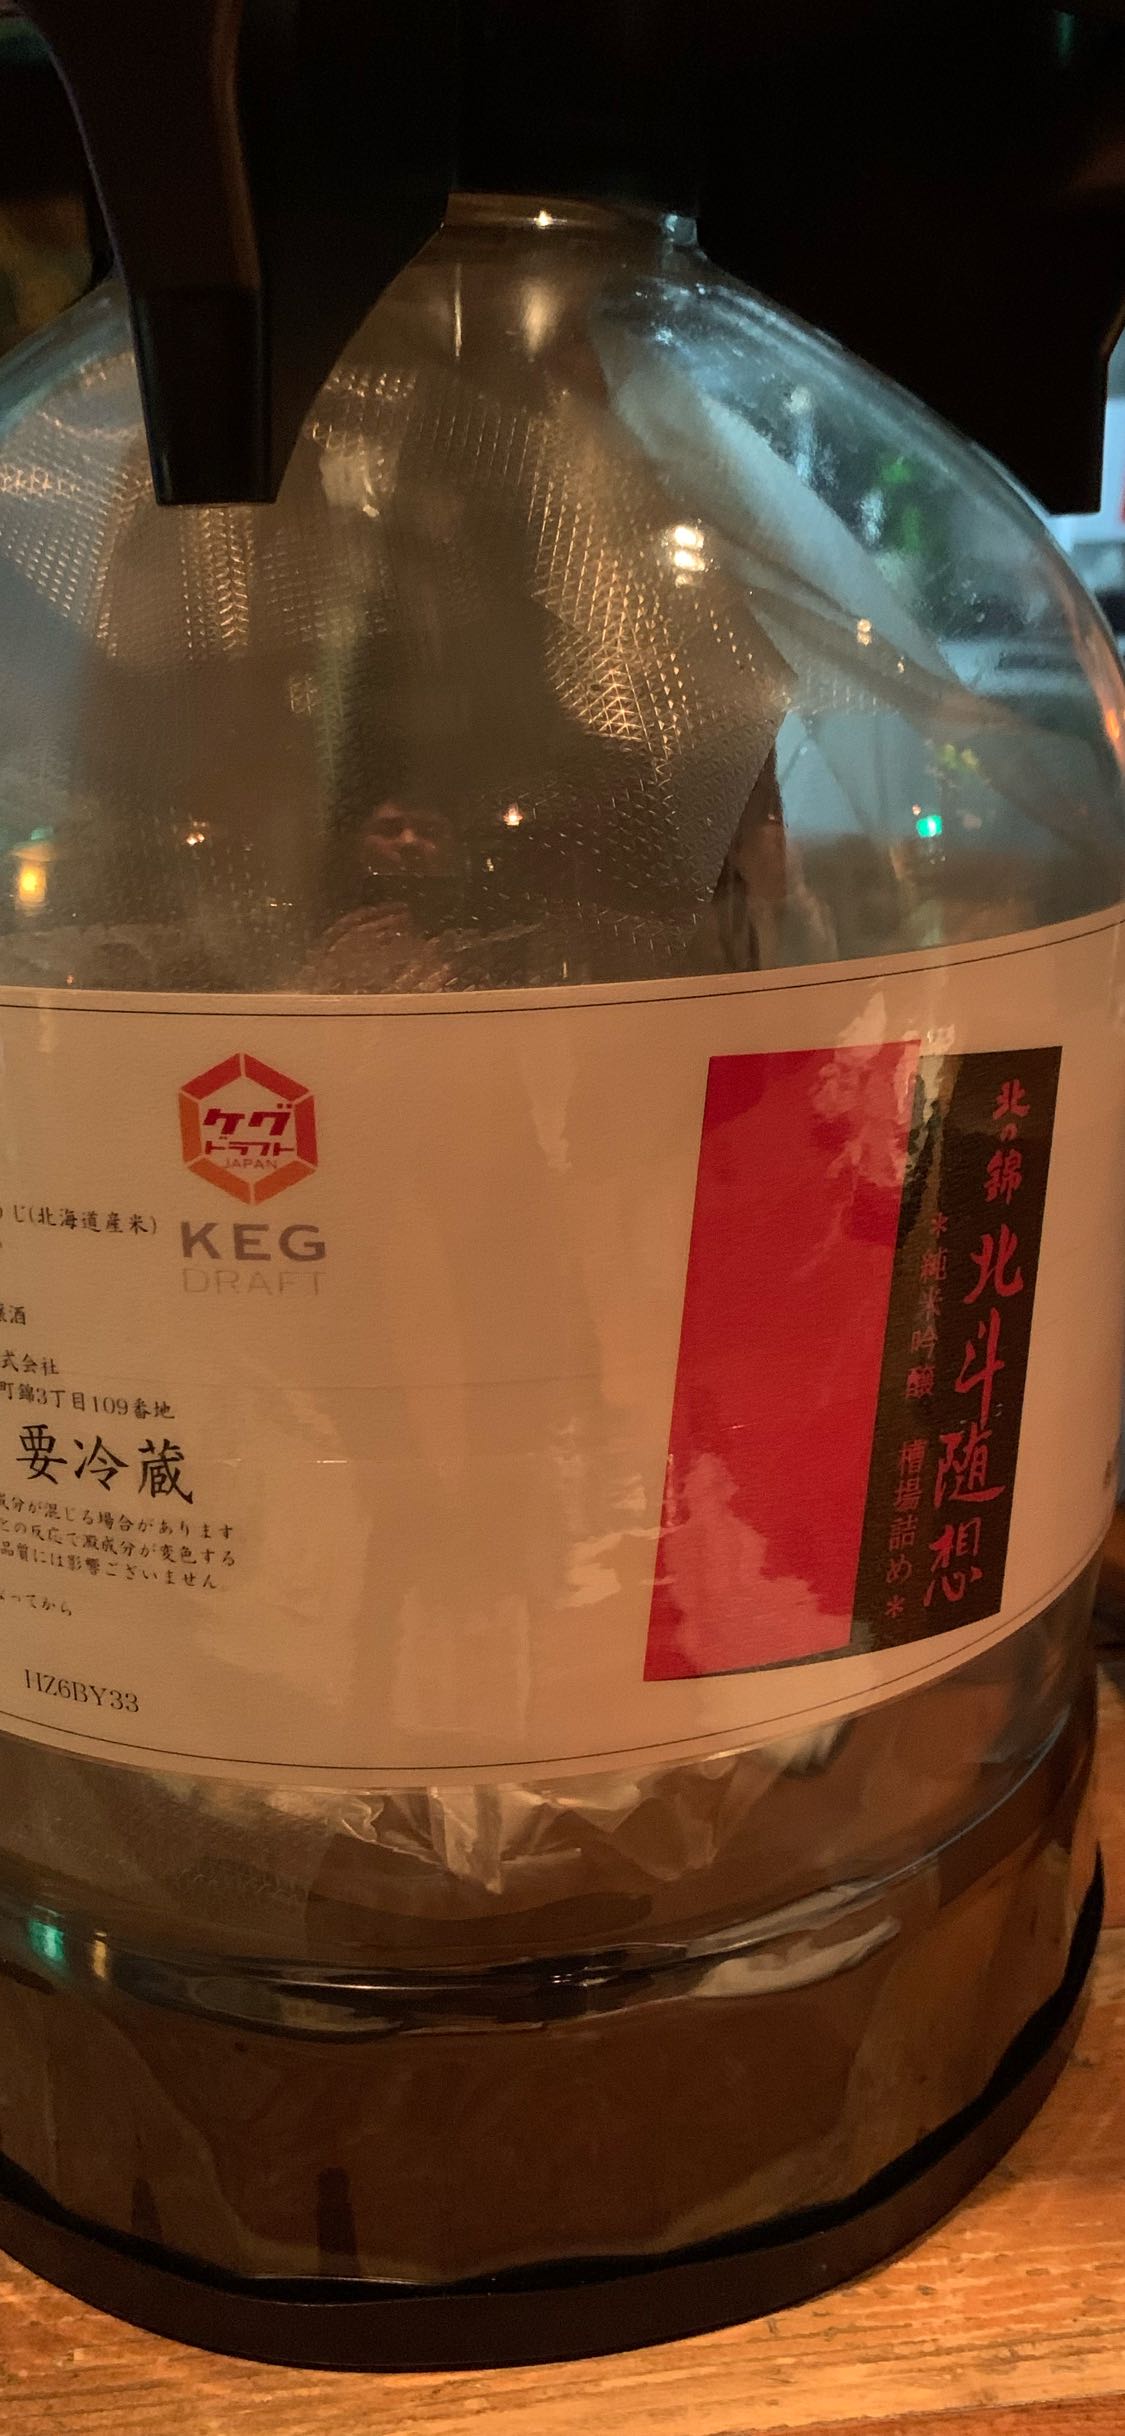 ケグ
ドラフト
JAPAN
KEG
DRAFT
じ(北海道産米)
酒
式会社
町錦3丁目109番地
要冷蔵
成分が混じる場合があります
との反応で澱成分が変色する
品質には影響ございません
なってから
HZ6BY33
北の錦
北斗随想
*純米吟醸 槽場詰め*